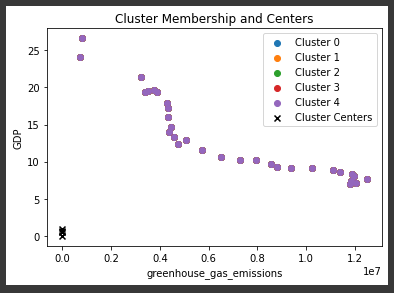 Cluster Membership and Centers
Cluster 0
Cluster 1
Cluster 2
Cluster 3
Cluster 4
Cluster Centers
GDP
25
20
15
10
5
0
0.0 0.2 0.4 0.6 0.8 1.0 1.2
1e7
greenhouse_gas_emissions